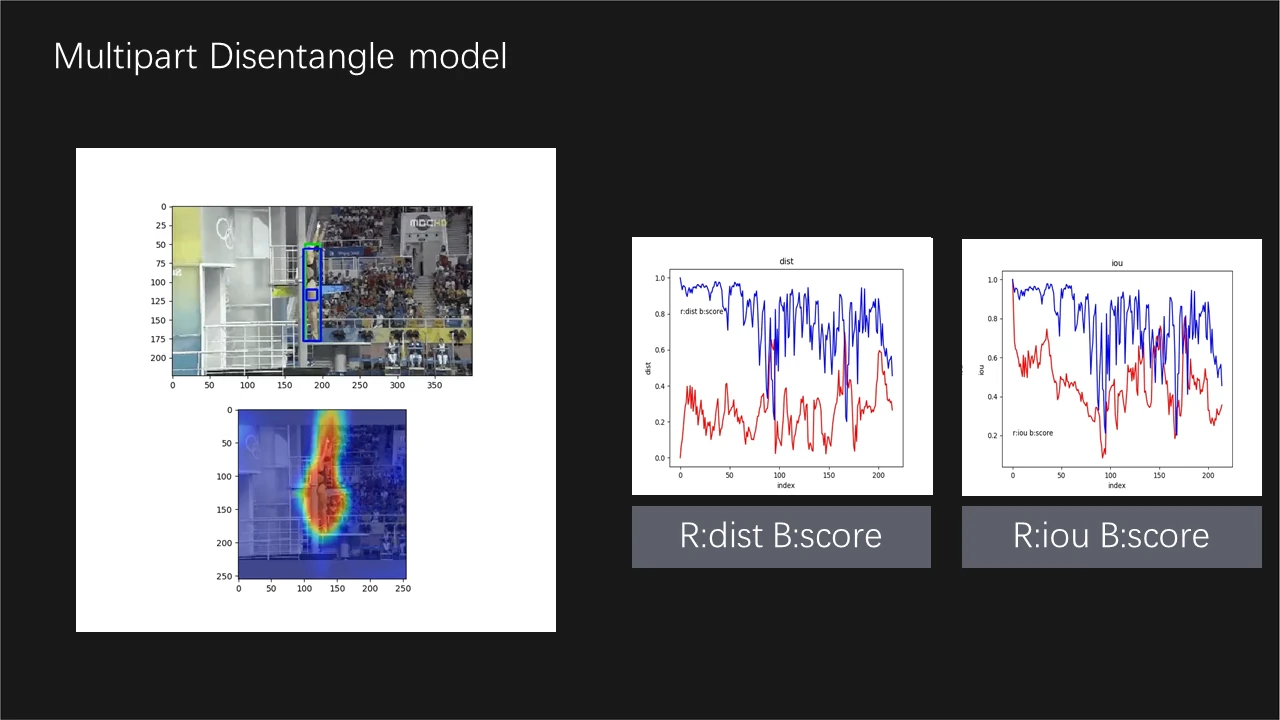 Multipart Disentangle model
0
25
50
75
100
125
150
175
200
0 50 100 150 200 250 300 350
0
50
100
150
200
250
0 50 100 150 200 250
dist
1.0
0.8
0.6
0.4
0.2
0.0
dist
r:dist b:score
0 50 100 150 200
index
R:dist B:score
iou
1.0
0.8
0.6
0.4
0.2
iou
r:iou b:score
0 50 100 150 200
index
R:iou B:score